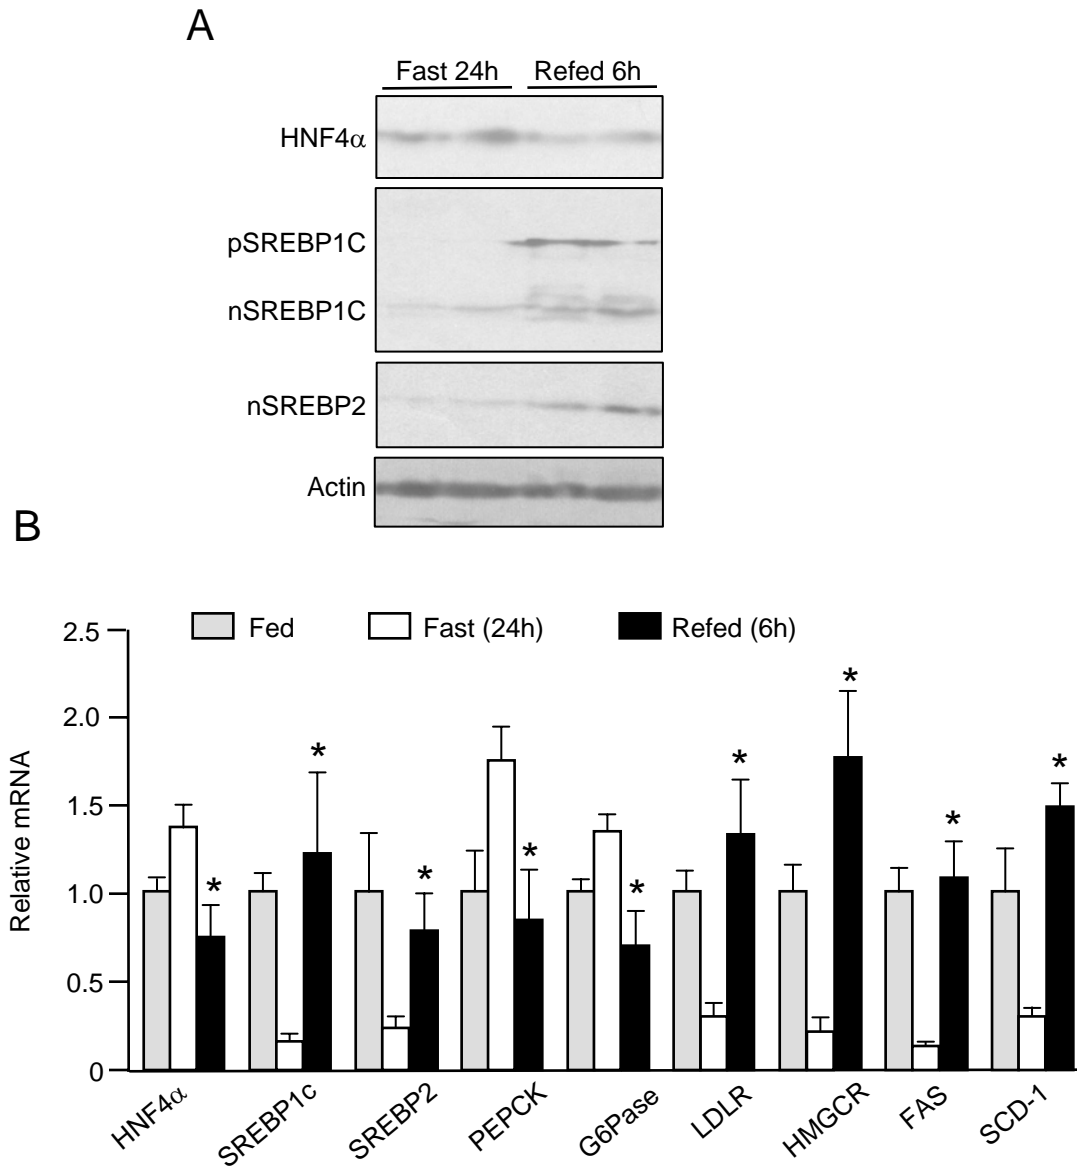 A
Fast 24h Refed 6h
HNF4α
pSREBP1C
nSREBP1C
nSREBP2
Actin
B
Fed Fast (24h) Refed (6h)
Relative mRNA
2.5
2.0
1.5
1.0
0.5
0
* * * * * * * * *
HNF4α SREBP1c SREBP2 PEPCK G6Pase LDLR HMGCR FAS SCD-1